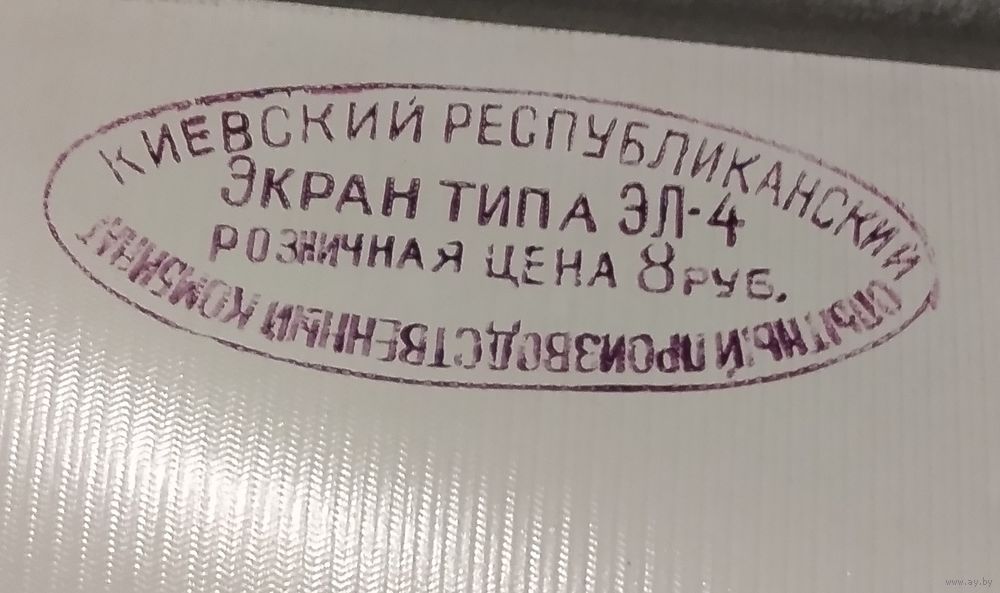 КИЕВСКИЙ РЕСПУБЛИКАНСКИЙ
ЭКРАН ТИПА ЭЛ-4
РОЗНИЧНАЯ ЦЕНА 8 РУБ.
ОПЫТНЫЙ ПРОИЗВОДСТВЕННЫЙ КОМБИНАТ
www.ay.by